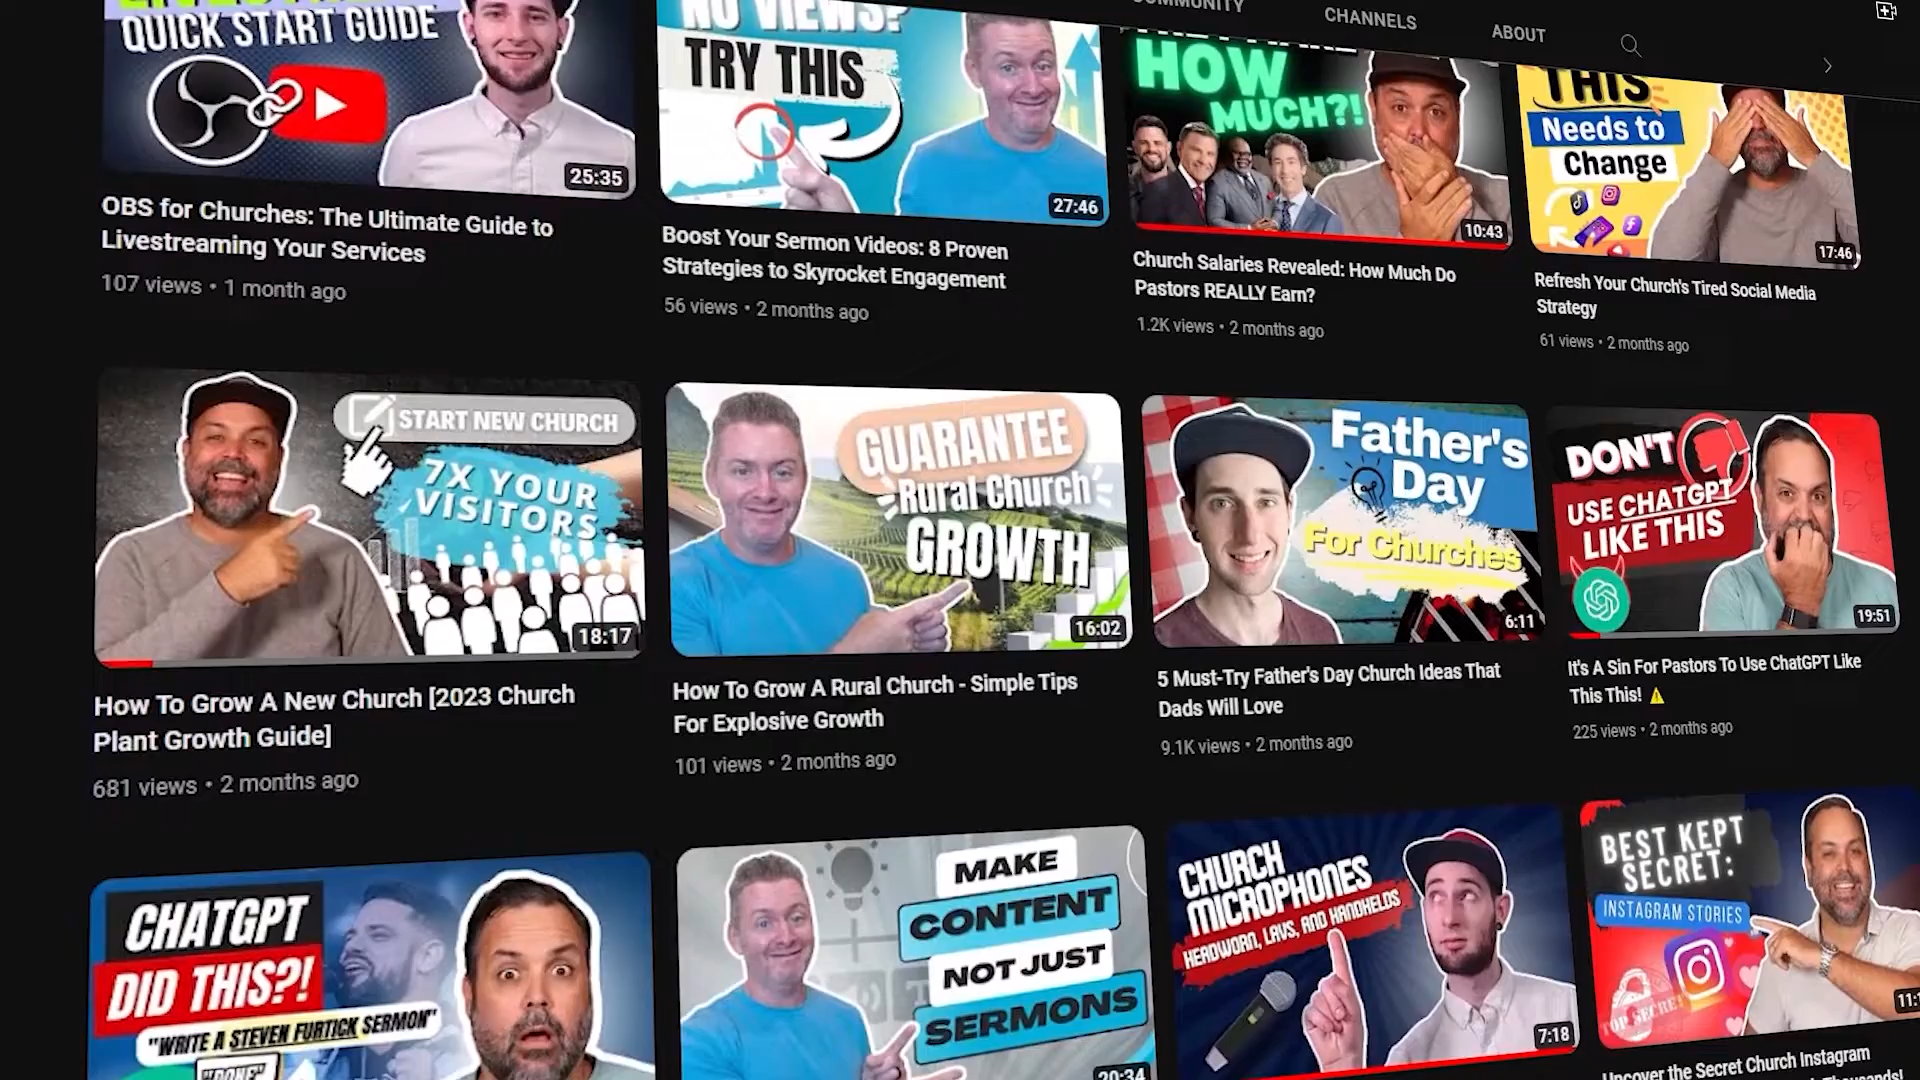 COMMUNITY
CHANNELS
ABOUT
QUICK START GUIDE
25:35
OBS for Churches: The Ultimate Guide to
Livestreaming Your Services
107 views • 1 month ago
NO VIEWS?
TRY THIS
27:46
Boost Your Sermon Videos: 8 Proven
Strategies to Skyrocket Engagement
56 views • 2 months ago
HOW
MUCH?!
10:43
Church Salaries Revealed: How Much Do
Pastors REALLY Earn?
1.2K views • 2 months ago
THIS
Needs to
Change
17:46
Refresh Your Church's Tired Social Media
Strategy
61 views • 2 months ago
START NEW CHURCH
7X YOUR
VISITORS
18:17
How To Grow A New Church [2023 Church
Plant Growth Guide]
681 views • 2 months ago
GUARANTEE
Rural Church
GROWTH
16:02
How To Grow A Rural Church - Simple Tips
For Explosive Growth
101 views • 2 months ago
Father's
Day
For Churches
6:11
5 Must-Try Father's Day Church Ideas That
Dads Will Love
9.1K views • 2 months ago
DON'T
USE CHATGPT
LIKE THIS
19:51
It's A Sin For Pastors To Use ChatGPT Like
This This! ⚠
225 views • 2 months ago
CHATGPT
DID THIS?!
"WRITE A STEVEN FURTICK SERMON"
"DONE"
MAKE
CONTENT
NOT JUST
SERMONS
20:34
CHURCH
MICROPHONES
HEADWORN, LAVS, AND HANDHELDS
7:18
BEST KEPT
SECRET:
INSTAGRAM STORIES
TOP SECRET
Uncover the Secret Church Instagram